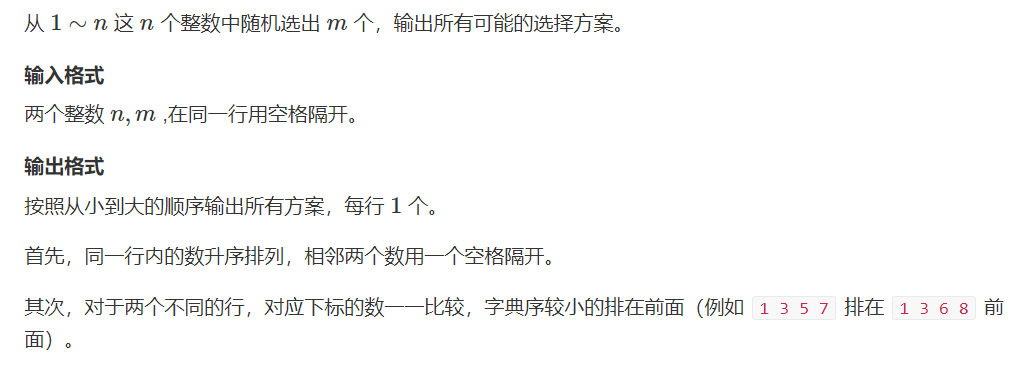 从 1 ~ n 这 n 个整数中随机选出 m 个，输出所有可能的选择方案。
输入格式
两个整数 n, m ,在同一行用空格隔开。
输出格式
按照从小到大的顺序输出所有方案，每行 1 个。
首先，同一行内的数升序排列，相邻两个数用一个空格隔开。
其次，对于两个不同的行，对应下标的数一一比较，字典序较小的排在前面（例如 1 3 5 7 排在 1 3 6 8 前
面）。